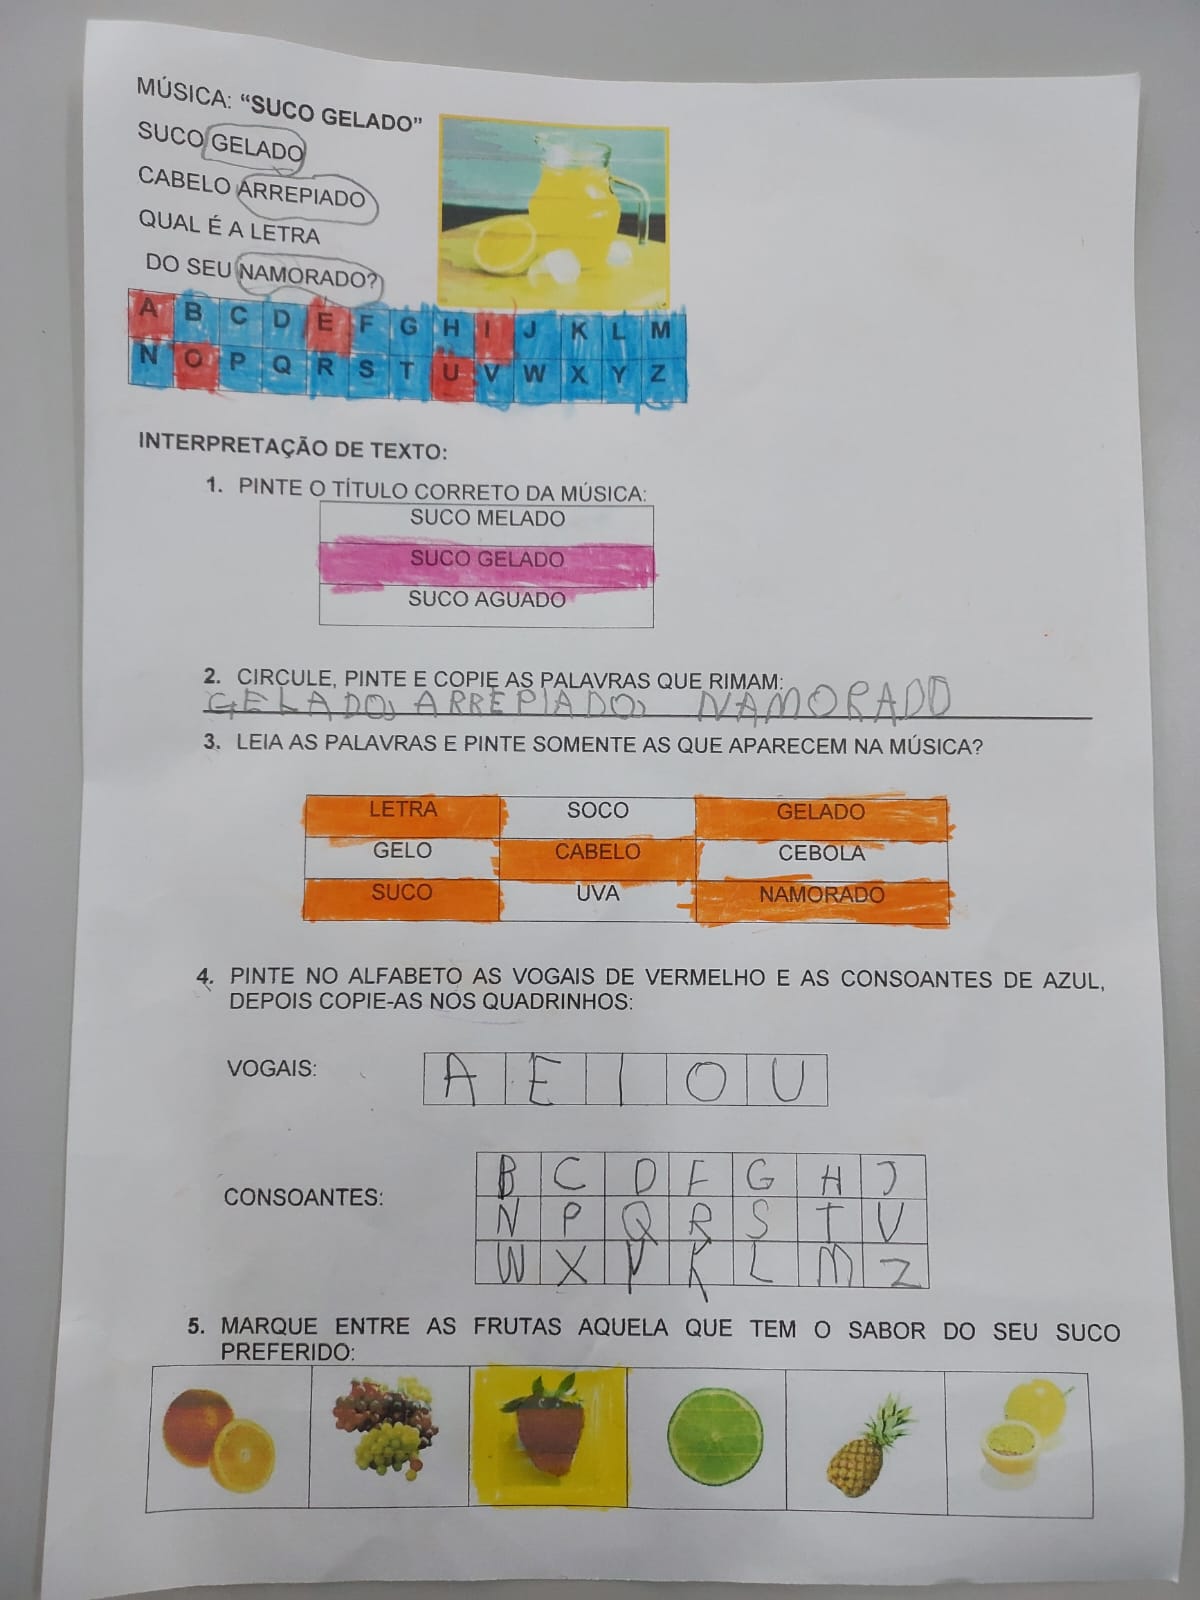 MÚSICA: “SUCO GELADO”
SUCO GELADO
CABELO ARREPIADO
QUAL É A LETRA
DO SEU NAMORADO?
A B C D E F G H I J K L M
N O P Q R S T U V W X Y Z
INTERPRETAÇÃO DE TEXTO:
1. PINTE O TÍTULO CORRETO DA MÚSICA:
SUCO MELADO
SUCO GELADO
SUCO AGUADO
2. CIRCULE, PINTE E COPIE AS PALAVRAS QUE RIMAM:
GELADO, ARREPIADO, NAMORADO
3. LEIA AS PALAVRAS E PINTE SOMENTE AS QUE APARECEM NA MÚSICA?
LETRA SOCO GELADO
GELO CABELO CEBOLA
SUCO UVA NAMORADO
4. PINTE NO ALFABETO AS VOGAIS DE VERMELHO E AS CONSOANTES DE AZUL,
DEPOIS COPIE-AS NOS QUADRINHOS:
VOGAIS: A E I O U
CONSOANTES:
B C D F G H J
N P Q R S T V
W X Y K L M Z
5. MARQUE ENTRE AS FRUTAS AQUELA QUE TEM O SABOR DO SEU SUCO
PREFERIDO: